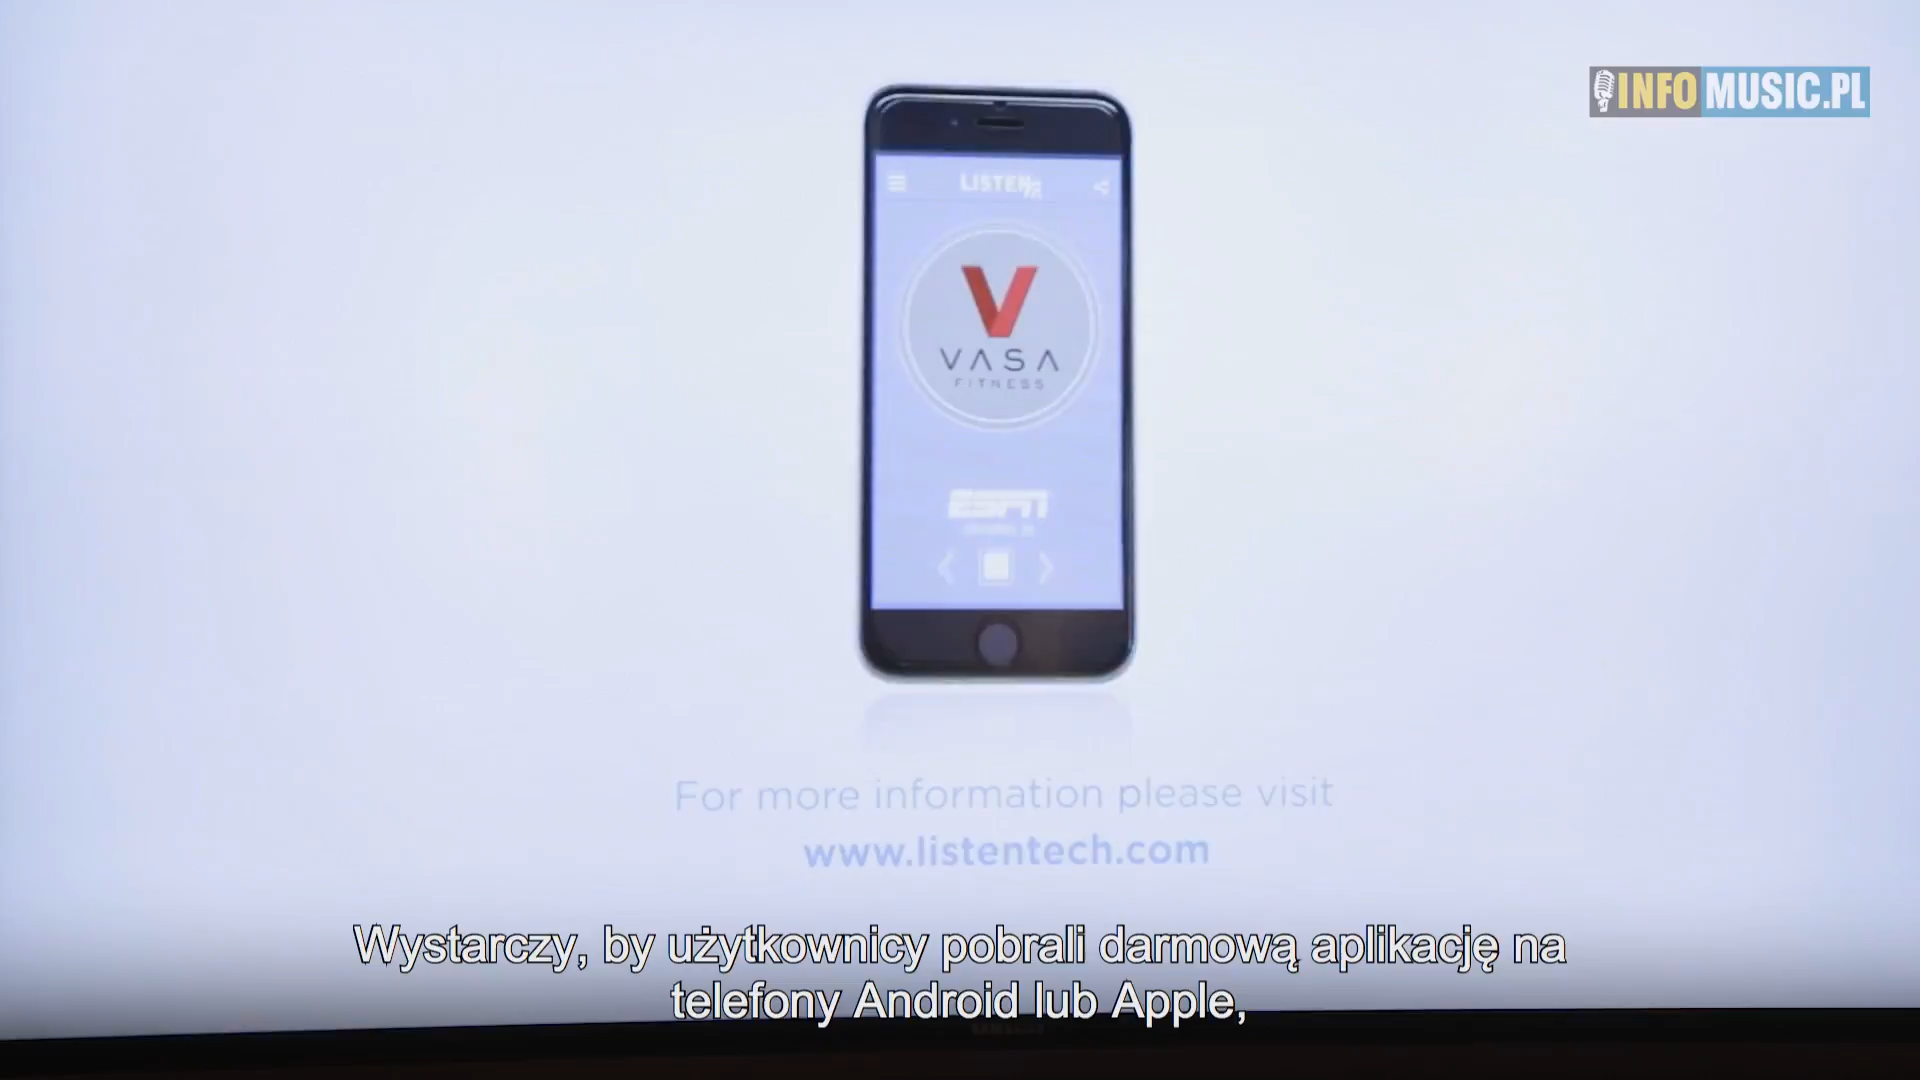 INFOMUSIC.PL
LISTEN
V
VASA
FITNESS
ESPN
For more information please visit
www.listentech.com
Wystarczy, by użytkownicy pobrali darmową aplikację na
telefony Android lub Apple,